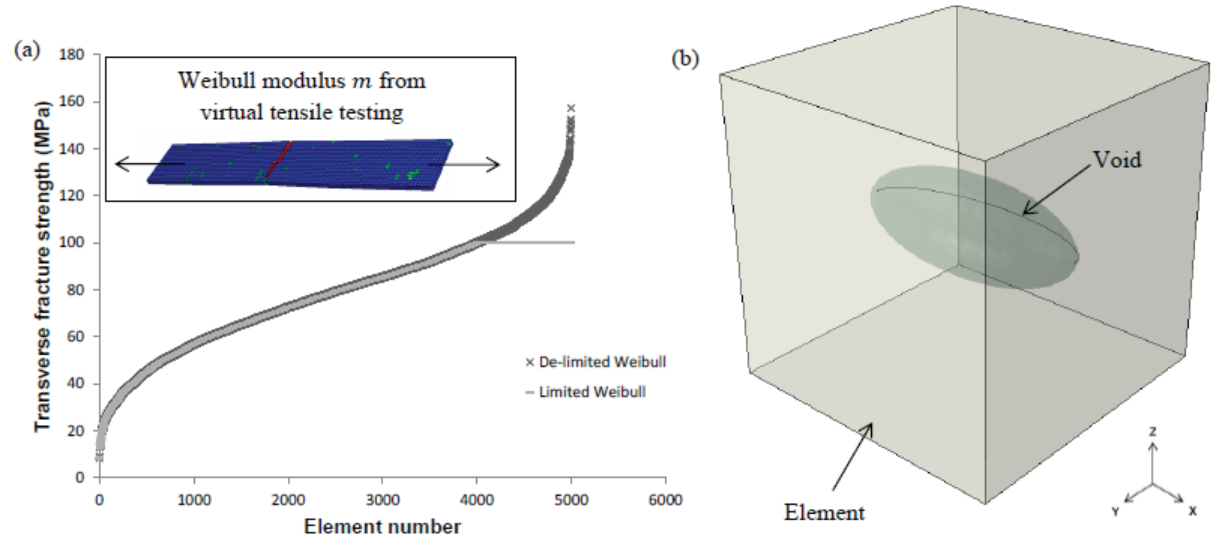 (a)
Transverse fracture strength (MPa)
180
160
140
120
100
80
60
40
20
0
Weibull modulus m from
virtual tensile testing
× De-limited Weibull
— Limited Weibull
0 1000 2000 3000 4000 5000 6000
Element number
(b)
Void
Element
Z
Y X